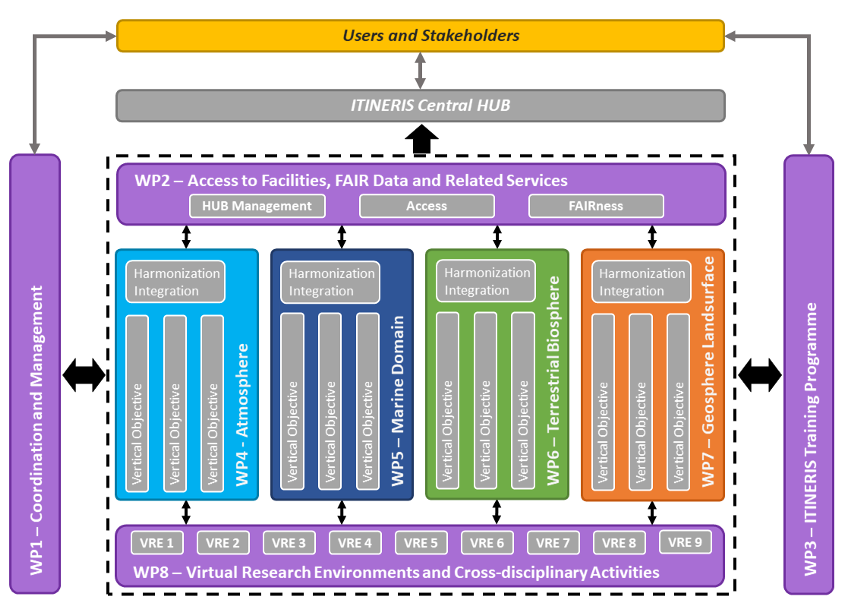 Users and Stakeholders
ITINERIS Central HUB
WP1 – Coordination and Management
WP2 – Access to Facilities, FAIR Data and Related Services
HUB Management
Access
FAIRness
Harmonization
Integration
Vertical Objective
Vertical Objective
Vertical Objective
WP4 - Atmosphere
Harmonization
Integration
Vertical Objective
Vertical Objective
Vertical Objective
WP5 – Marine Domain
Harmonization
Integration
Vertical Objective
Vertical Objective
Vertical Objective
WP6 – Terrestrial Biosphere
Harmonization
Integration
Vertical Objective
Vertical Objective
Vertical Objective
WP7 – Geosphere Landsurface
VRE 1
VRE 2
VRE 3
VRE 4
VRE 5
VRE 6
VRE 7
VRE 8
VRE 9
WP8 – Virtual Research Environments and Cross-disciplinary Activities
WP3 – ITINERIS Training Programme